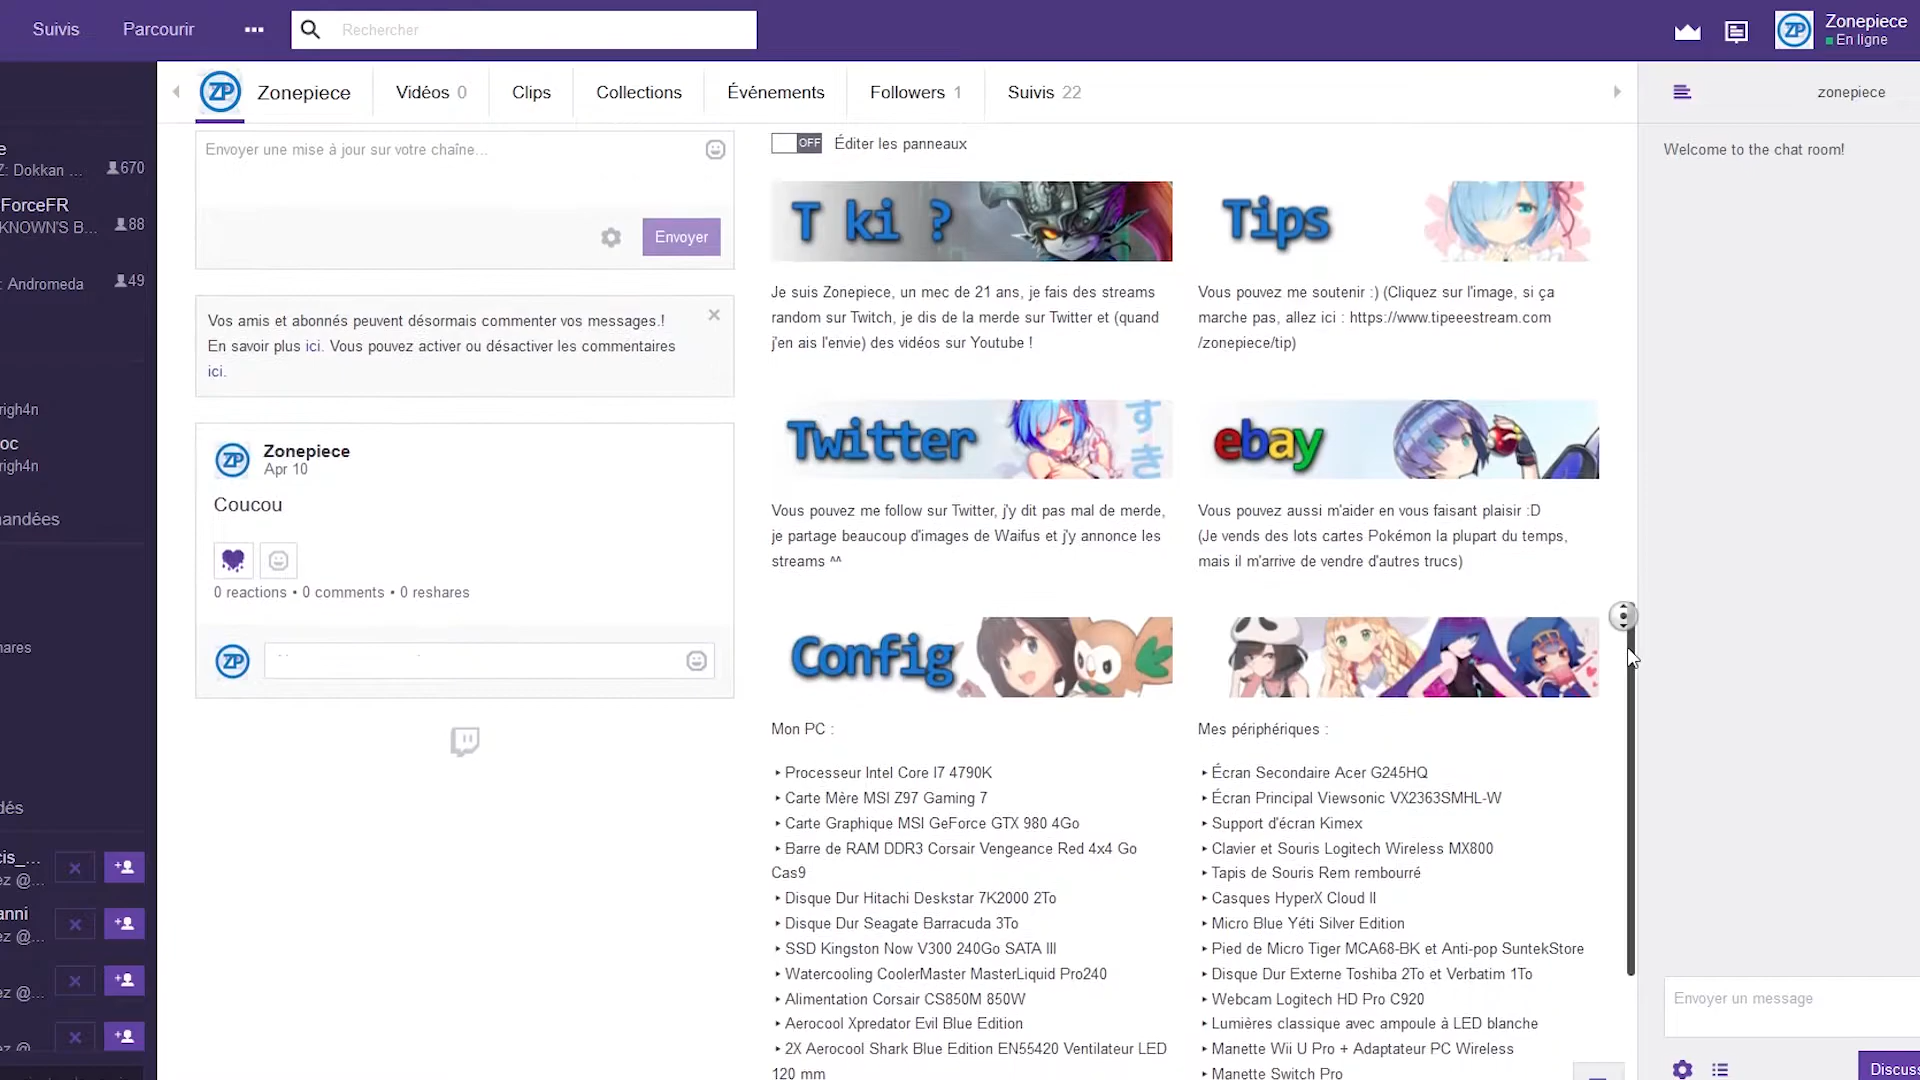 Suivis Parcourir ••• Rechercher Zonepiece
En ligne
ZP Zonepiece Vidéos 0 Clips Collections Événements Followers 1 Suivis 22 zonepiece
e
Z: Dokkan ... 670
ForceFR
KNOWN'S B... 88
: Andromeda 49
righ4n
oc
righ4n
andées
ares
dés
cis_...
ez @...
anni
ez @...
ez @...
Envoyer une mise à jour sur votre chaîne...
Envoyer
Vos amis et abonnés peuvent désormais commenter vos messages.!
En savoir plus ici. Vous pouvez activer ou désactiver les commentaires
ici.
ZP Zonepiece
Apr 10
Coucou
0 reactions • 0 comments • 0 reshares
ZP
OFF Éditer les panneaux
T ki ?
Je suis Zonepiece, un mec de 21 ans, je fais des streams
random sur Twitch, je dis de la merde sur Twitter et (quand
j'en ais l'envie) des vidéos sur Youtube !
Tips
Vous pouvez me soutenir :) (Cliquez sur l'image, si ça
marche pas, allez ici : https://www.tipeeestream.com
/zonepiece/tip)
Twitter すき
Vous pouvez me follow sur Twitter, j'y dit pas mal de merde,
je partage beaucoup d'images de Waifus et j'y annonce les
streams ^^
ebay
Vous pouvez aussi m'aider en vous faisant plaisir :D
(Je vends des lots cartes Pokémon la plupart du temps,
mais il m'arrive de vendre d'autres trucs)
Config
Mon PC :
‣ Processeur Intel Core I7 4790K
‣ Carte Mère MSI Z97 Gaming 7
‣ Carte Graphique MSI GeForce GTX 980 4Go
‣ Barre de RAM DDR3 Corsair Vengeance Red 4x4 Go
Cas9
‣ Disque Dur Hitachi Deskstar 7K2000 2To
‣ Disque Dur Seagate Barracuda 3To
‣ SSD Kingston Now V300 240Go SATA III
‣ Watercooling CoolerMaster MasterLiquid Pro240
‣ Alimentation Corsair CS850M 850W
‣ Aerocool Xpredator Evil Blue Edition
‣ 2X Aerocool Shark Blue Edition EN55420 Ventilateur LED
120 mm
Mes périphériques :
‣ Écran Secondaire Acer G245HQ
‣ Écran Principal Viewsonic VX2363SMHL-W
‣ Support d'écran Kimex
‣ Clavier et Souris Logitech Wireless MX800
‣ Tapis de Souris Rem rembourré
‣ Casques HyperX Cloud II
‣ Micro Blue Yéti Silver Edition
‣ Pied de Micro Tiger MCA68-BK et Anti-pop SuntekStore
‣ Disque Dur Externe Toshiba 2To et Verbatim 1To
‣ Webcam Logitech HD Pro C920
‣ Lumières classique avec ampoule à LED blanche
‣ Manette Wii U Pro + Adaptateur PC Wireless
‣ Manette Switch Pro
Welcome to the chat room!
Envoyer un message
Discuss